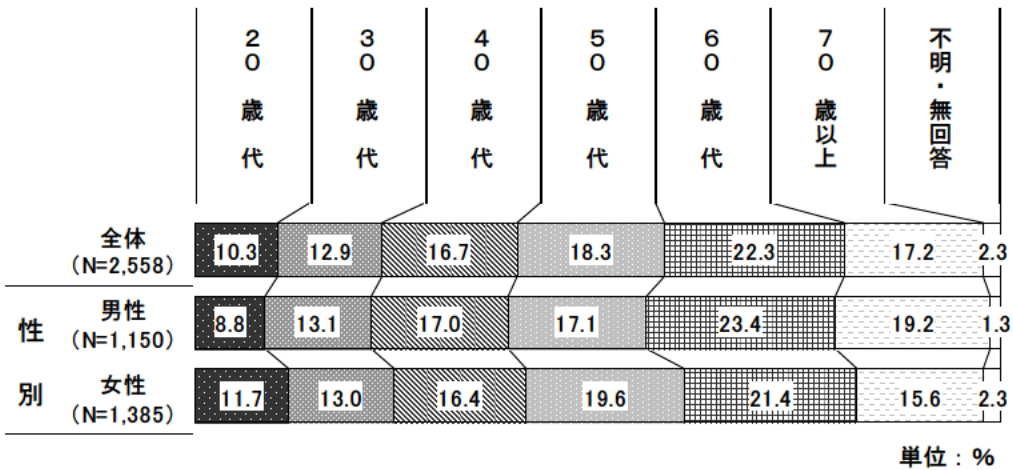 20歳代 30歳代 40歳代 50歳代 60歳代 70歳以上 不明・無回答
全体
(N=2,558)
10.3 12.9 16.7 18.3 22.3 17.2 2.3
性別
男性
(N=1,150)
8.8 13.1 17.0 17.1 23.4 19.2 1.3
女性
(N=1,385)
11.7 13.0 16.4 19.6 21.4 15.6 2.3
単位:%